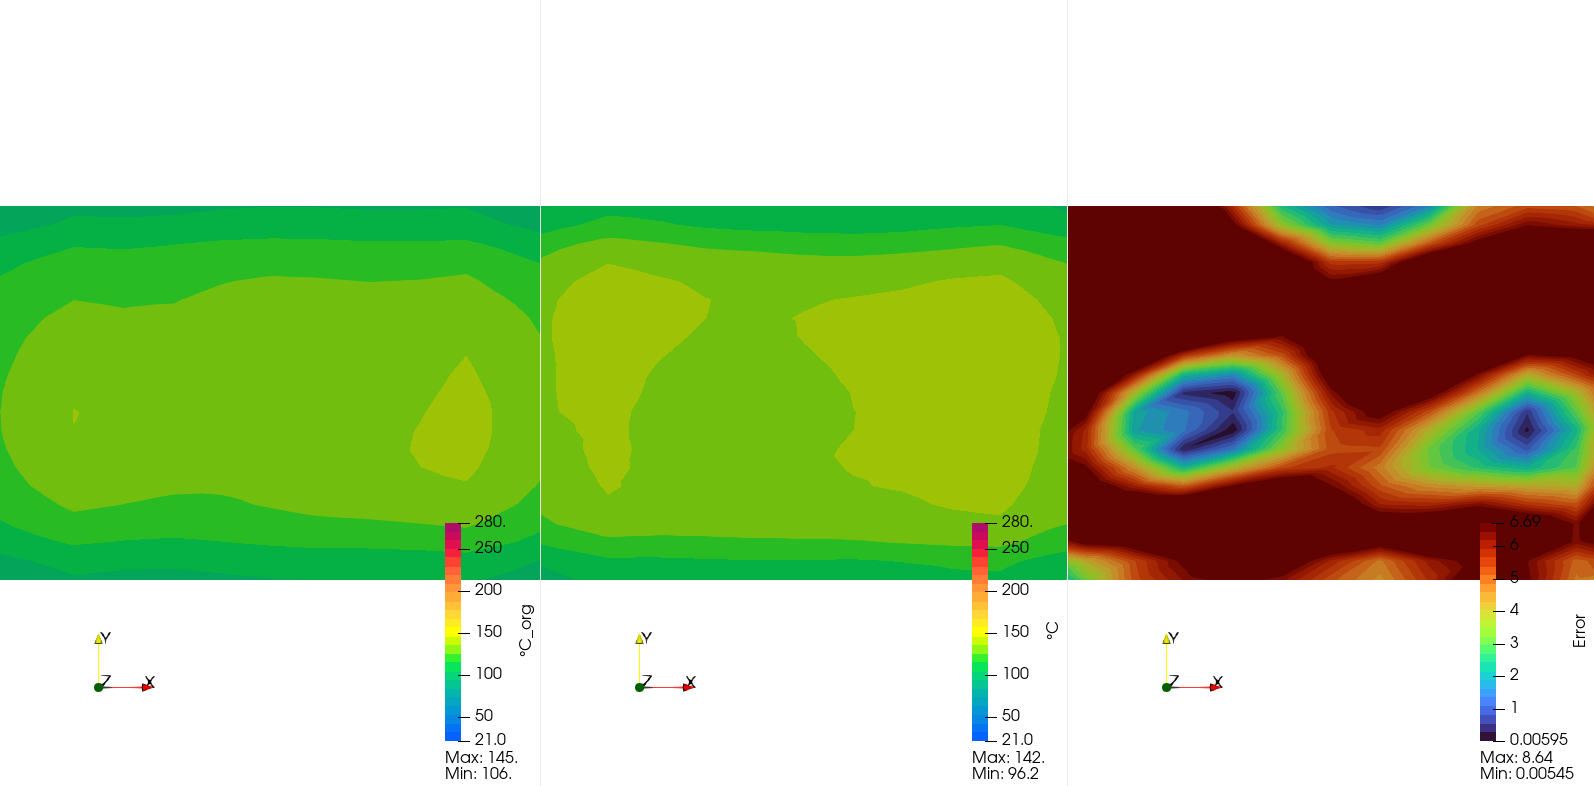 280.
250
200
150
100
50
21.0
°C_org
Max: 145.
Min: 106.
Y
Z
X
280.
250
200
150
100
50
21.0
°C
Max: 142.
Min: 96.2
Y
Z
X
6.69
6
5
4
3
2
1
0.00595
Error
Max: 8.64
Min: 0.00545
Y
Z
X